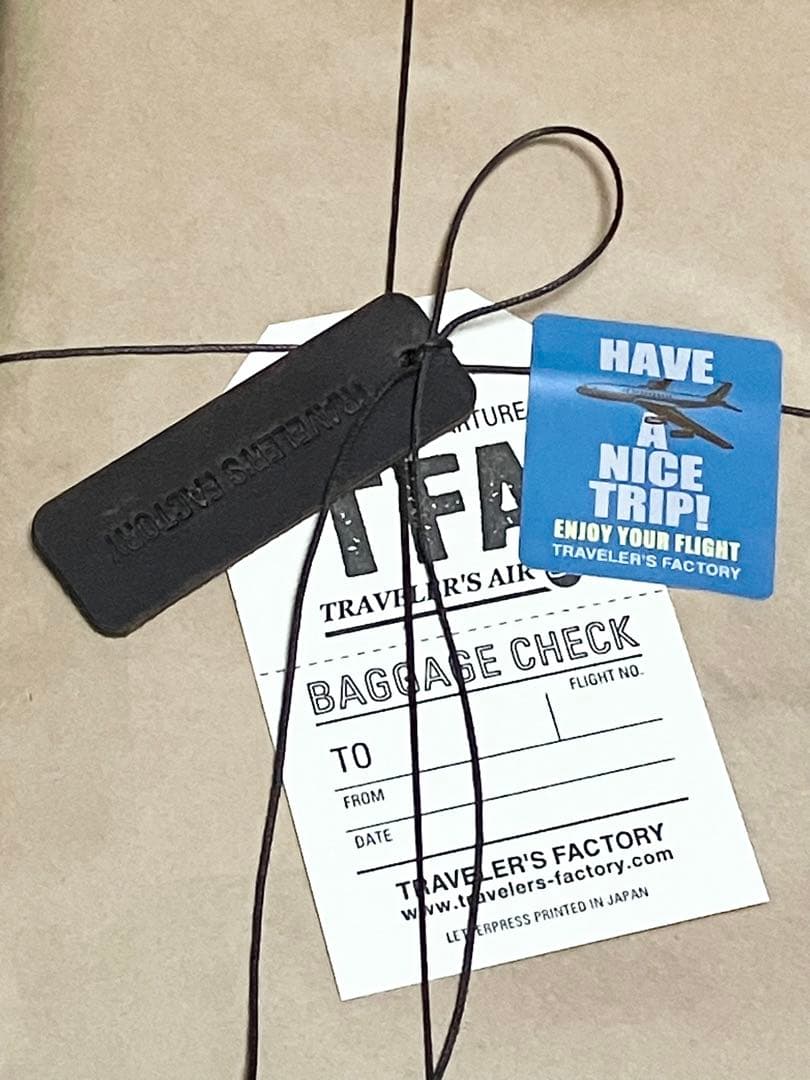 TRAVELER'S FACTORY
HAVE
A
NICE
TRIP!
ENJOY YOUR FLIGHT
TRAVELER'S FACTORY
TFA
TRAVELER'S AIR
BAGGAGE CHECK
FLIGHT NO.
TO
FROM
DATE
TRAVELER'S FACTORY
www.travelers-factory.com
LETTERPRESS PRINTED IN JAPAN